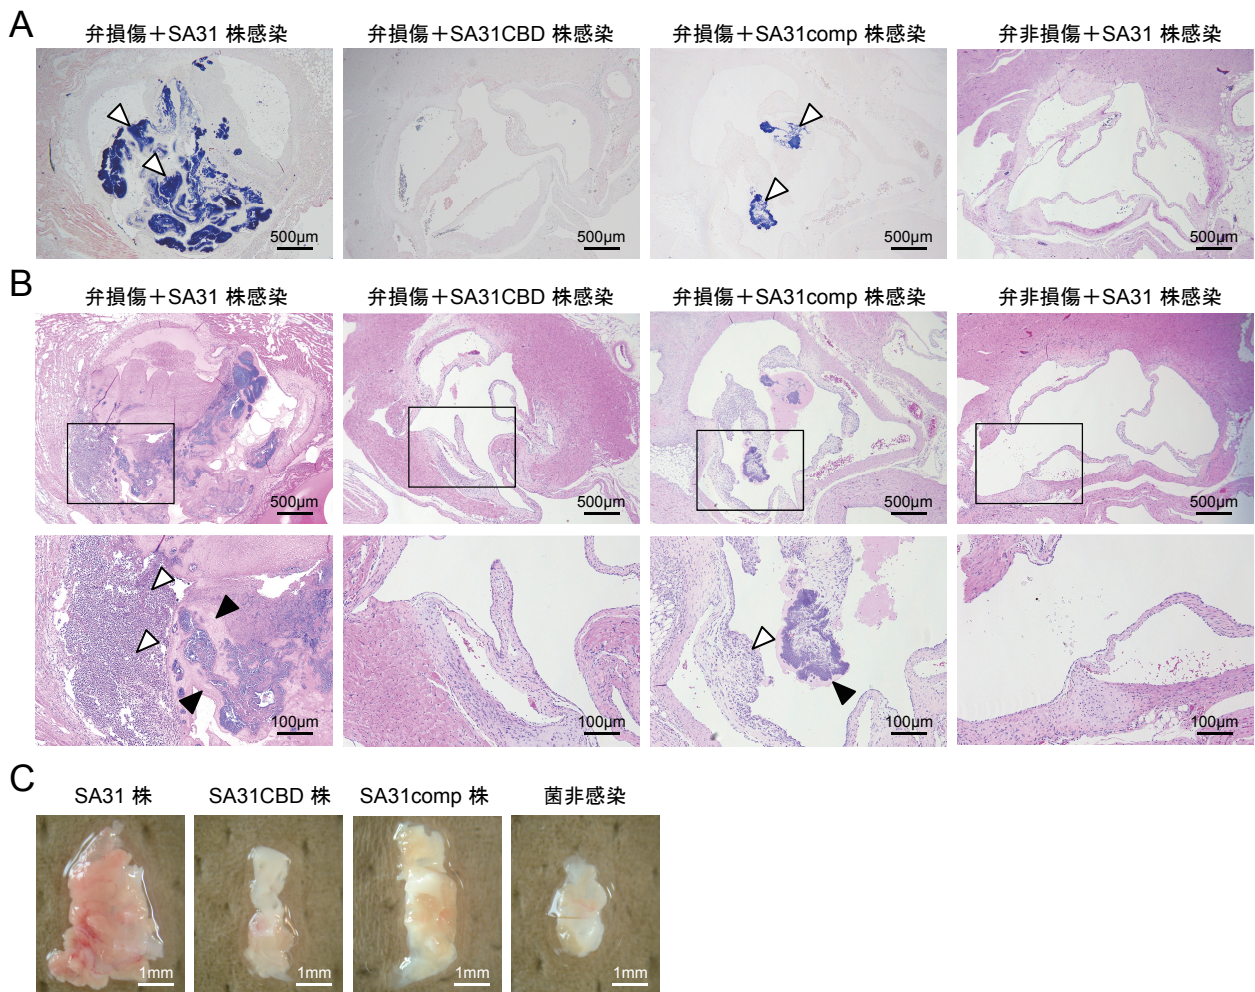 A
弁損傷＋SA31 株感染 弁損傷＋SA31CBD 株感染 弁損傷＋SA31comp 株感染 弁非損傷＋SA31 株感染
500µm 500µm 500µm 500µm
B
弁損傷＋SA31 株感染 弁損傷＋SA31CBD 株感染 弁損傷＋SA31comp 株感染 弁非損傷＋SA31 株感染
500µm 500µm 500µm 500µm
100µm 100µm 100µm 100µm
C
SA31 株 SA31CBD 株 SA31comp 株 菌非感染
1mm 1mm 1mm 1mm